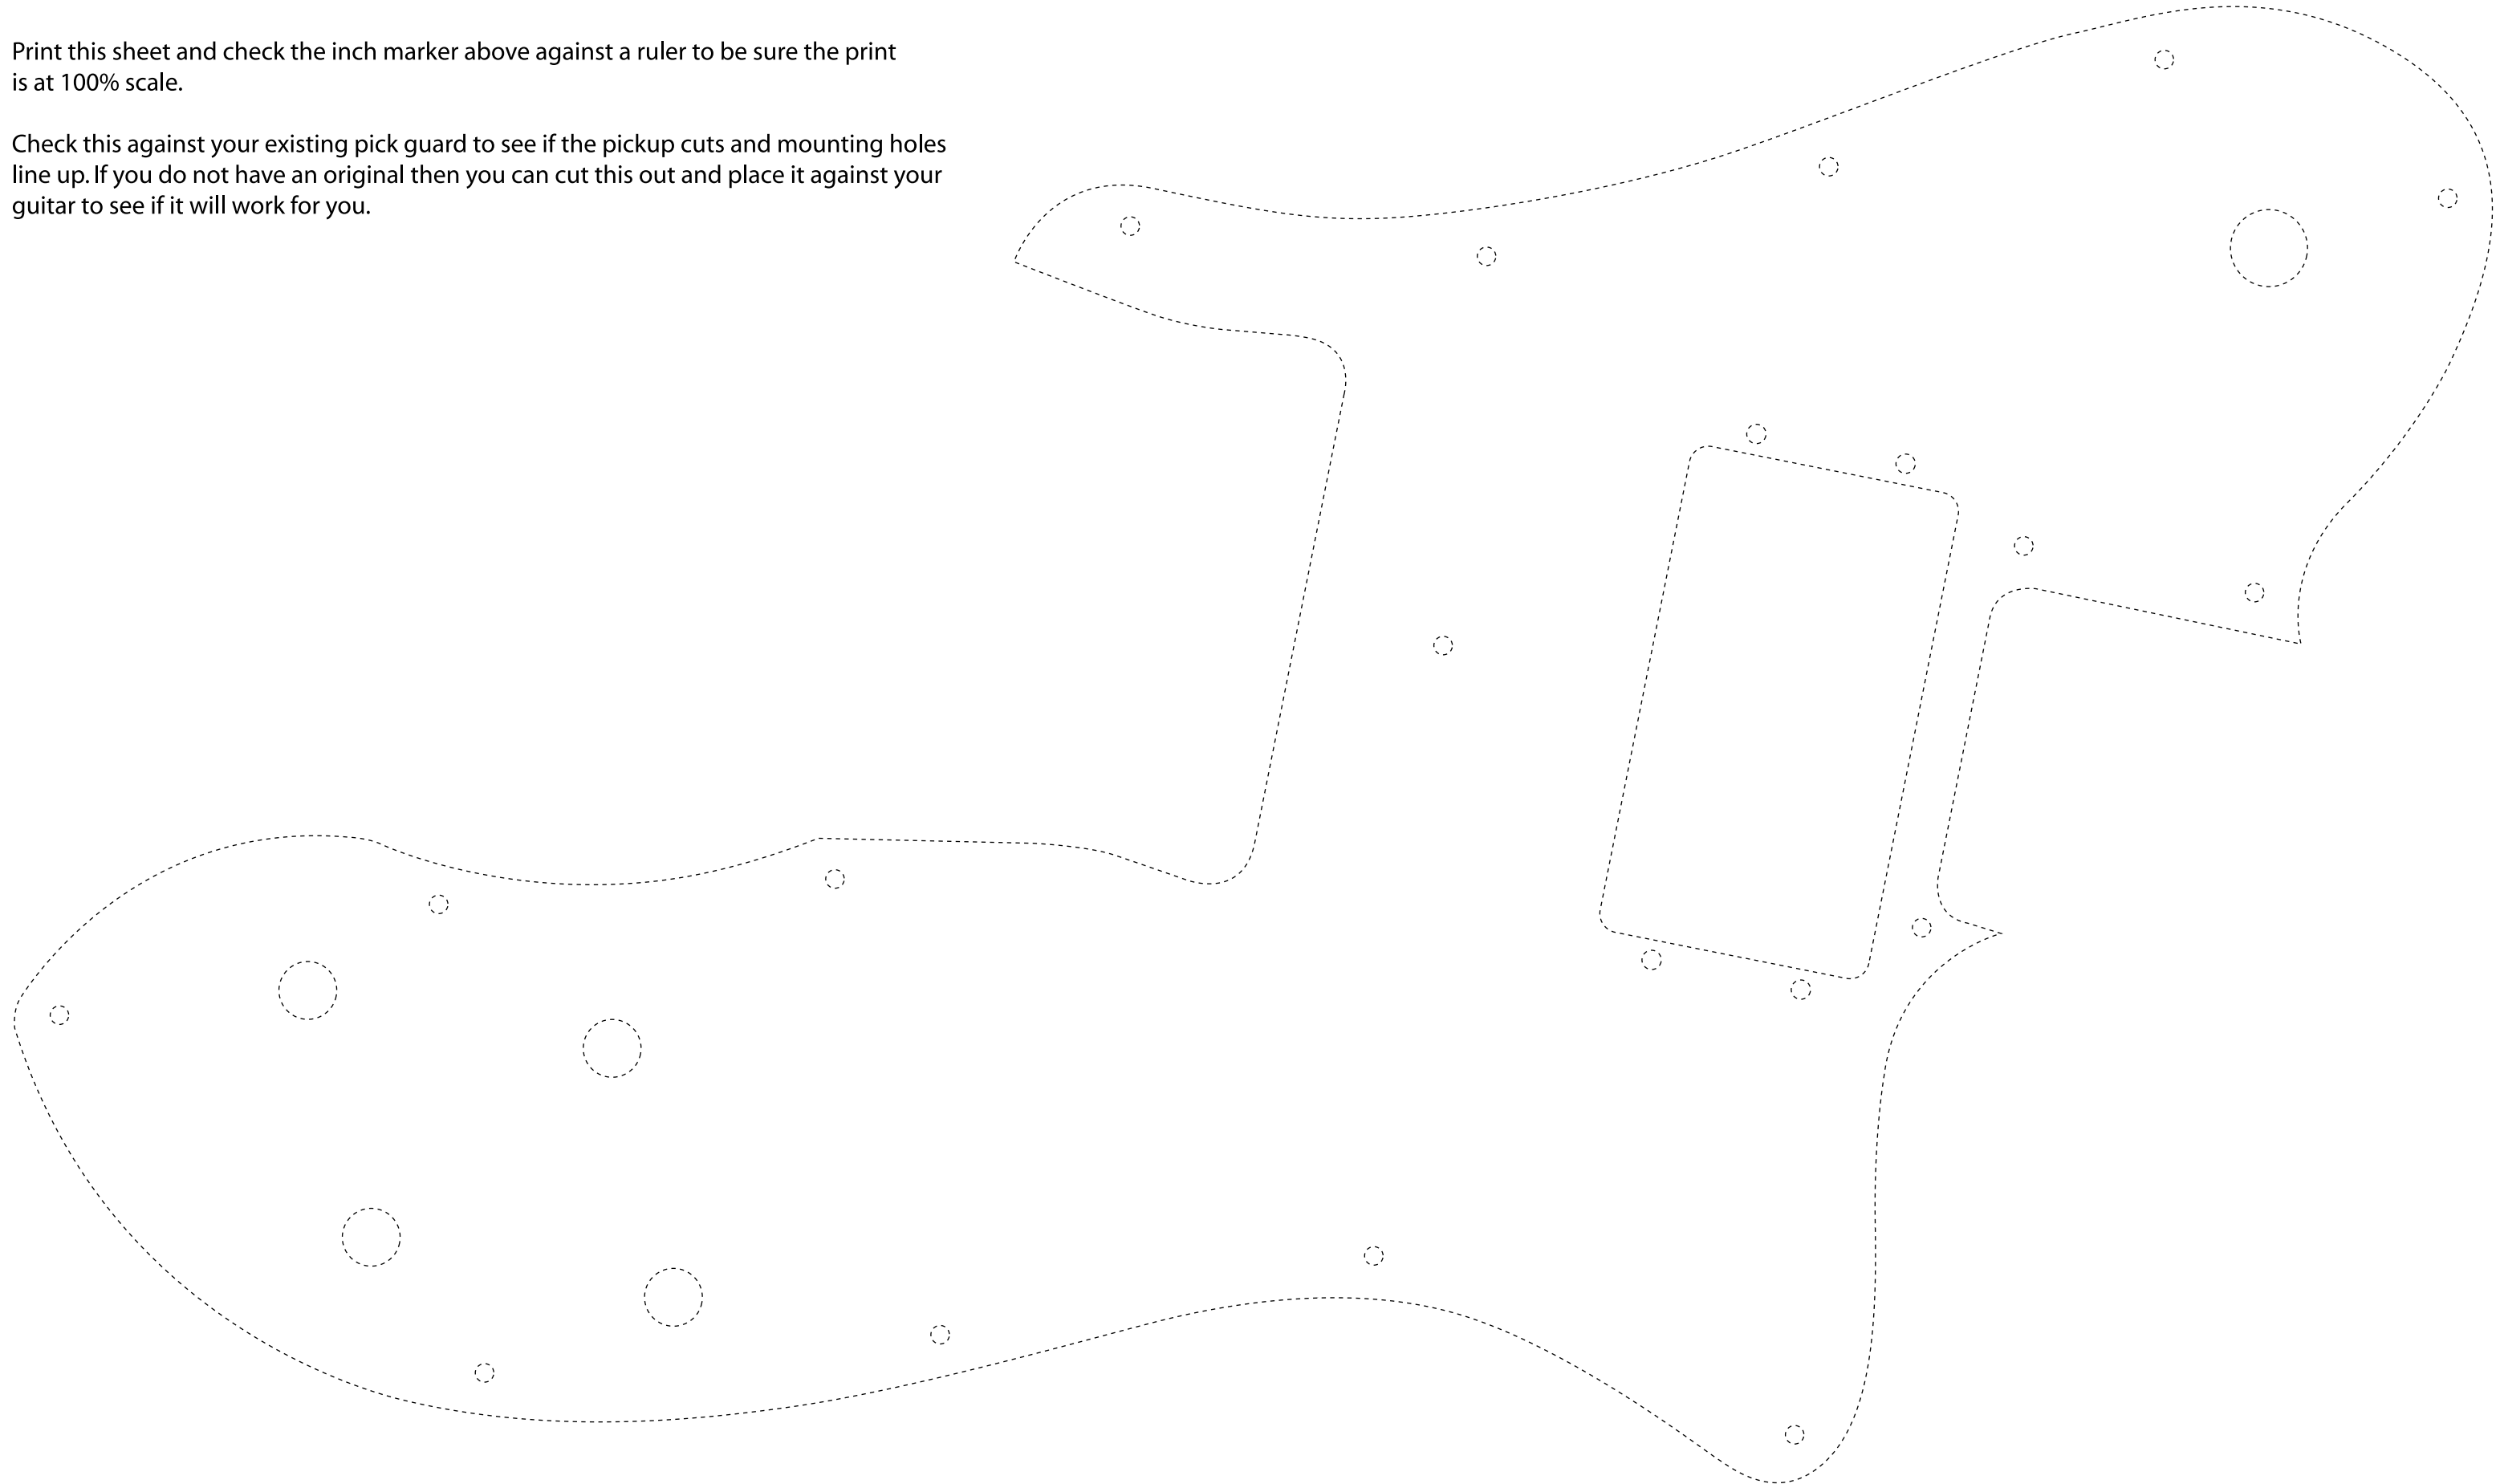 Print this sheet and check the inch marker above against a ruler to be sure the print
is at 100% scale.
Check this against your existing pick guard to see if the pickup cuts and mounting holes
line up. If you do not have an original then you can cut this out and place it against your
guitar to see if it will work for you.